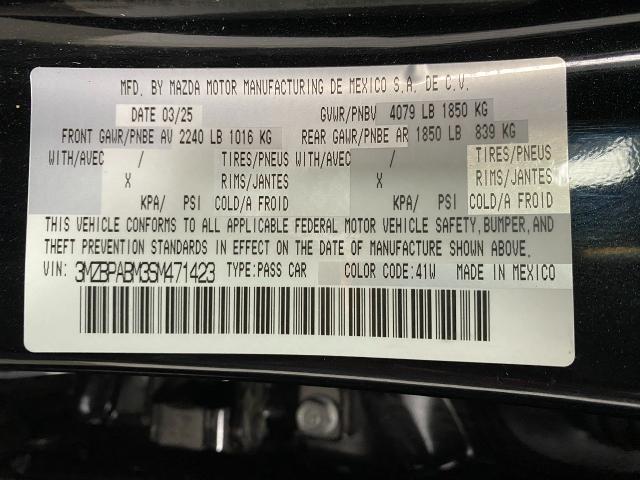 MFD. BY MAZDA MOTOR MANUFACTURING DE MEXICO S.A. DE C.V.
DATE 03/25 GVWR/PNBV 4079 LB 1850 KG
FRONT GAWR/PNBE AV 2240 LB 1016 KG REAR GAWR/PNBE AR 1850 LB 839 KG
WITH/AVEC / TIRES/PNEUS WITH/AVEC / TIRES/PNEUS
X RIMS/JANTES X RIMS/JANTES
KPA/ PSI COLD/A FROID KPA/ PSI COLD/A FROID
THIS VEHICLE CONFORMS TO ALL APPLICABLE FEDERAL MOTOR VEHICLE SAFETY, BUMPER, AND
THEFT PREVENTION STANDARDS IN EFFECT ON THE DATE OF MANUFACTURE SHOWN ABOVE.
VIN: 3MZBPABM3SM471423 TYPE:PASS CAR COLOR CODE:41W MADE IN MEXICO